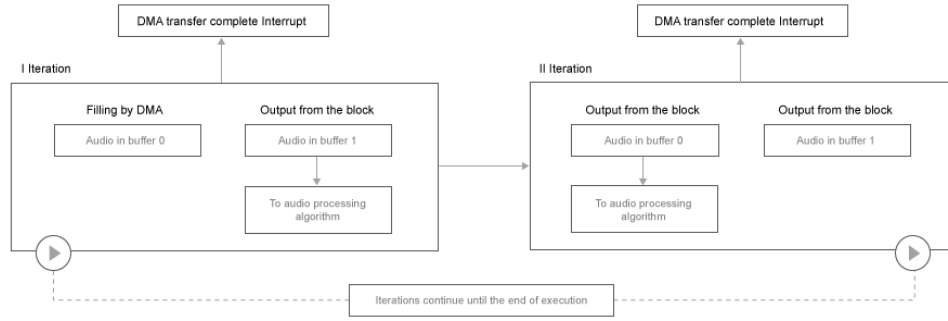 DMA transfer complete Interrupt
DMA transfer complete Interrupt
I Iteration
II Iteration
Filling by DMA
Output from the block
Audio in buffer 0
Audio in buffer 1
To audio processing
algorithm
Output from the block
Output from the block
Audio in buffer 0
Audio in buffer 1
To audio processing
algorithm
Iterations continue until the end of execution